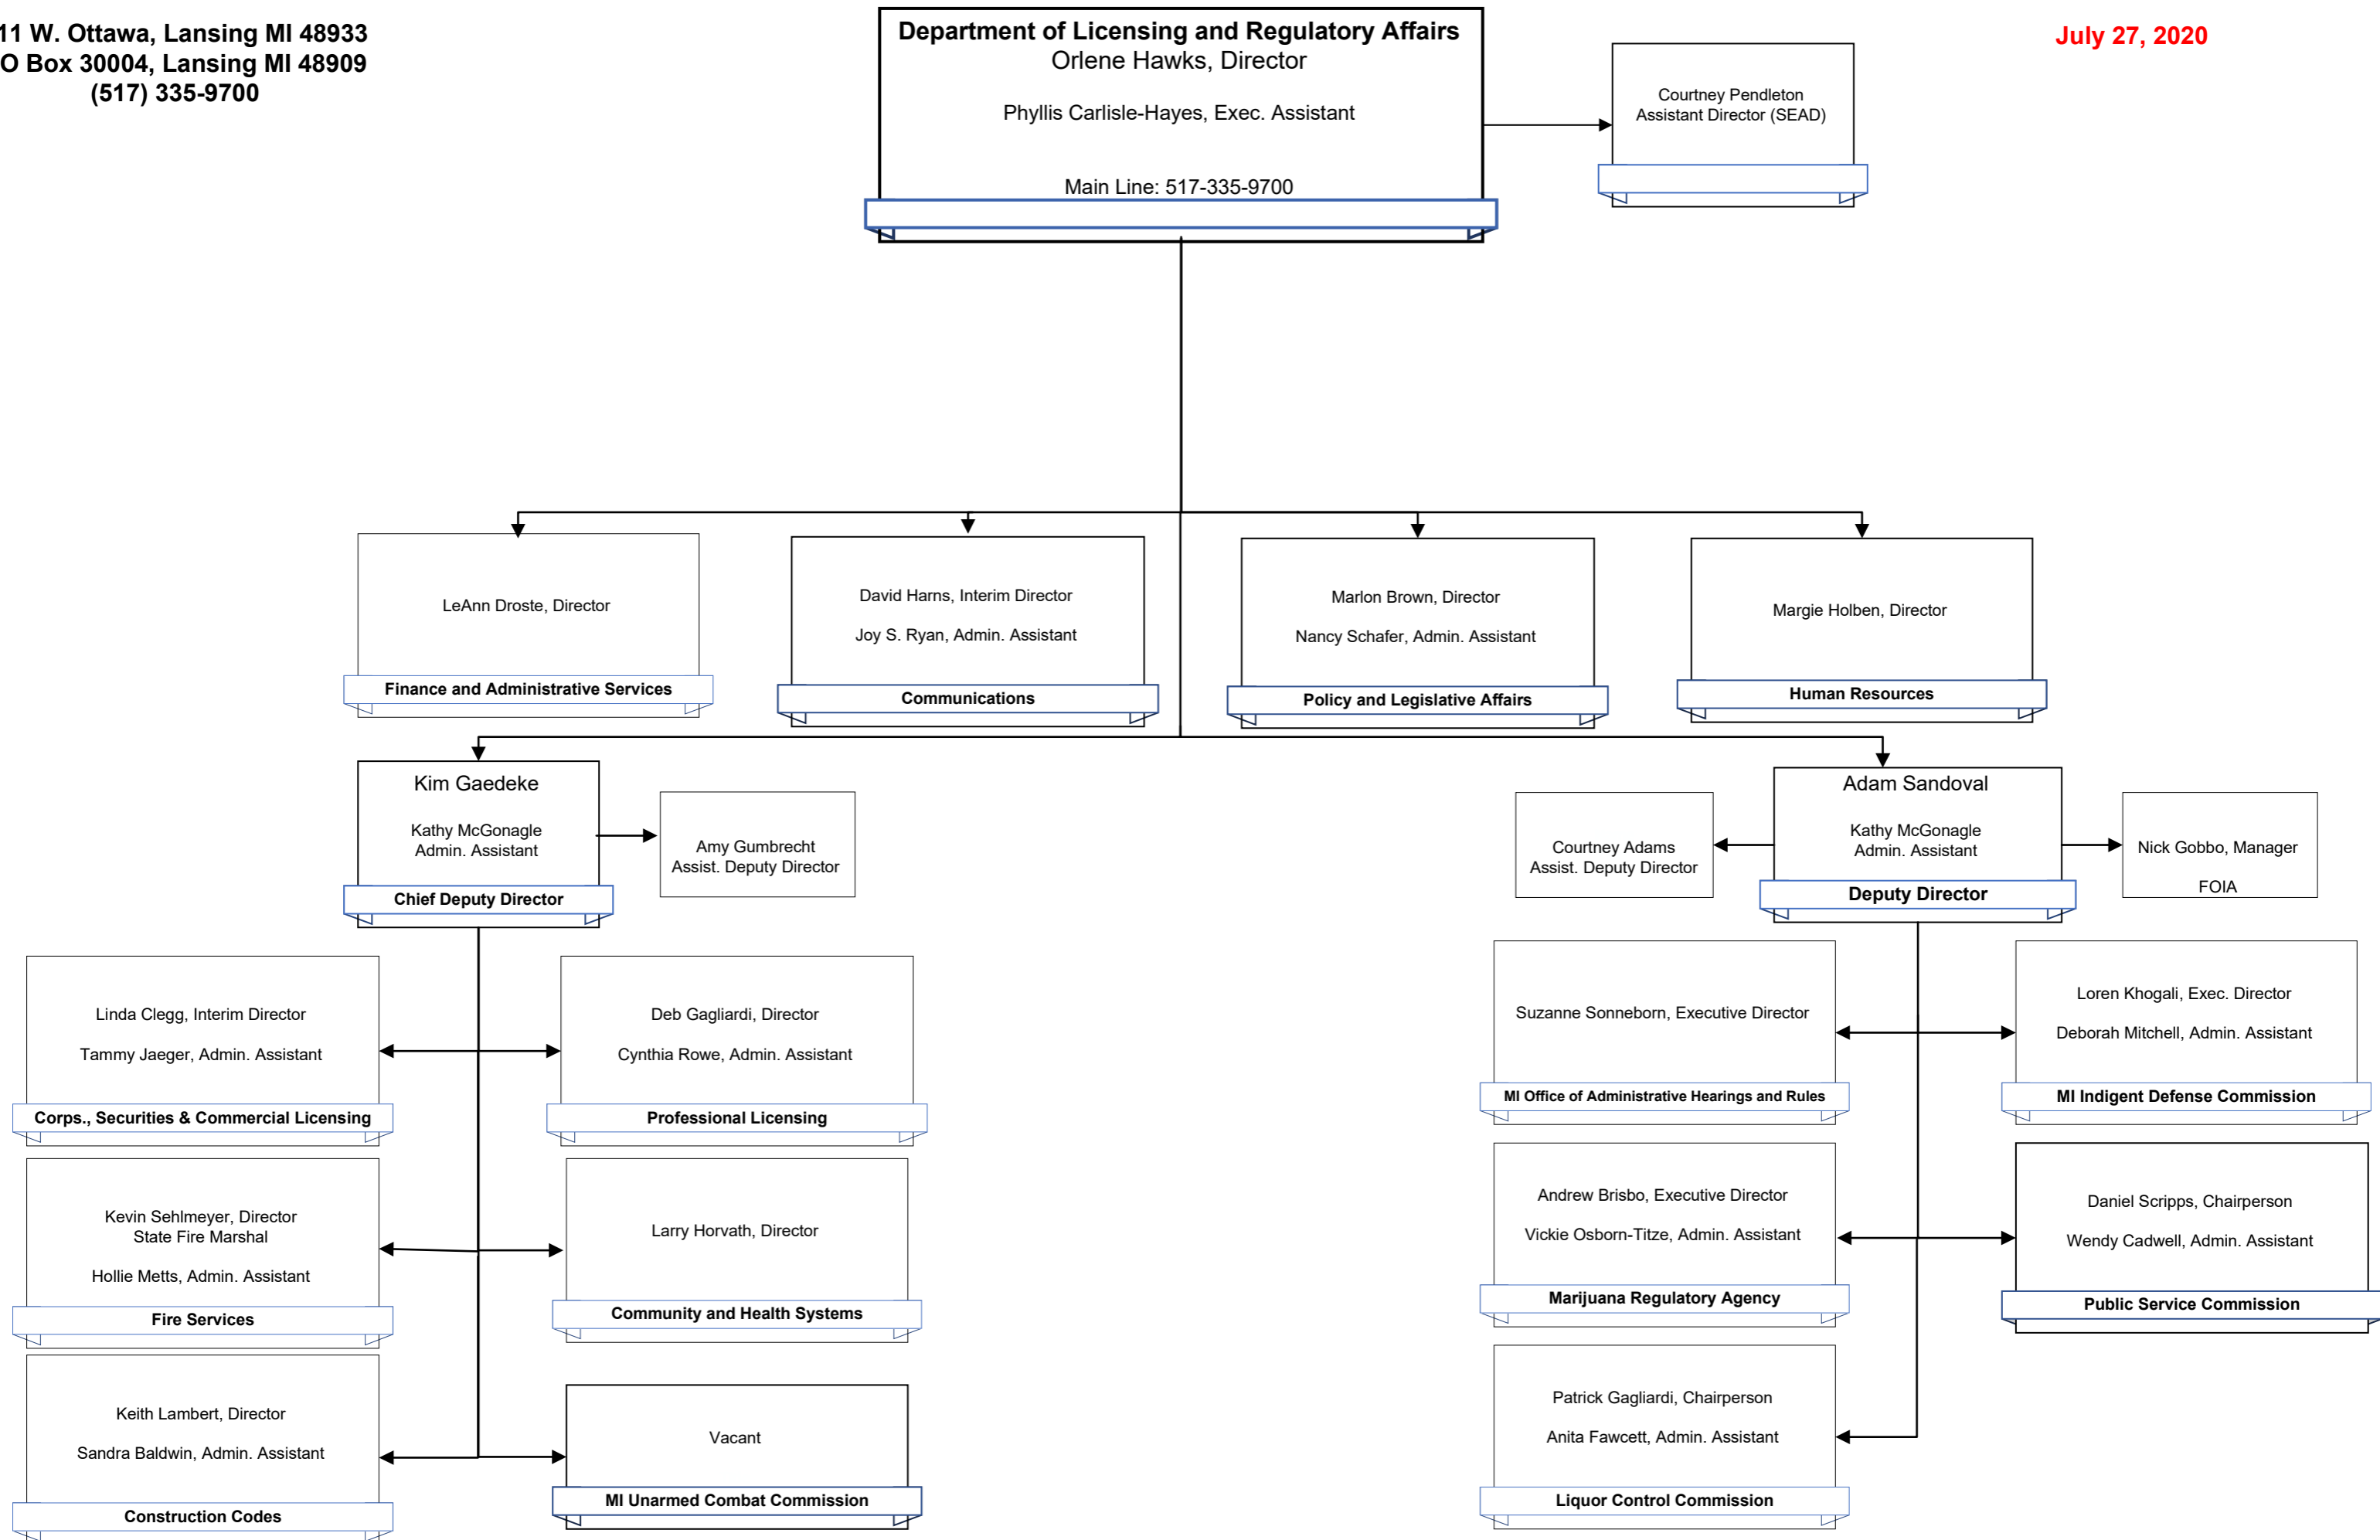 11 W. Ottawa, Lansing MI 48933
O Box 30004, Lansing MI 48909
(517) 335-9700
Department of Licensing and Regulatory Affairs
Orlene Hawks, Director
Phyllis Carlisle-Hayes, Exec. Assistant
Main Line: 517-335-9700
Courtney Pendleton
Assistant Director (SEAD)
July 27, 2020
LeAnn Droste, Director
Finance and Administrative Services
David Harns, Interim Director
Joy S. Ryan, Admin. Assistant
Communications
Marlon Brown, Director
Nancy Schafer, Admin. Assistant
Policy and Legislative Affairs
Margie Holben, Director
Human Resources
Kim Gaedeke
Kathy McGonagle
Admin. Assistant
Chief Deputy Director
Amy Gumbrecht
Assist. Deputy Director
Courtney Adams
Assist. Deputy Director
Adam Sandoval
Kathy McGonagle
Admin. Assistant
Deputy Director
Nick Gobbo, Manager
FOIA
Linda Clegg, Interim Director
Tammy Jaeger, Admin. Assistant
Corps., Securities & Commercial Licensing
Deb Gagliardi, Director
Cynthia Rowe, Admin. Assistant
Professional Licensing
Suzanne Sonneborn, Executive Director
MI Office of Administrative Hearings and Rules
Loren Khogali, Exec. Director
Deborah Mitchell, Admin. Assistant
MI Indigent Defense Commission
Kevin Sehlmeyer, Director
State Fire Marshal
Hollie Metts, Admin. Assistant
Fire Services
Larry Horvath, Director
Community and Health Systems
Andrew Brisbo, Executive Director
Vickie Osborn-Titze, Admin. Assistant
Marijuana Regulatory Agency
Daniel Scripps, Chairperson
Wendy Cadwell, Admin. Assistant
Public Service Commission
Keith Lambert, Director
Sandra Baldwin, Admin. Assistant
Construction Codes
Vacant
MI Unarmed Combat Commission
Patrick Gagliardi, Chairperson
Anita Fawcett, Admin. Assistant
Liquor Control Commission